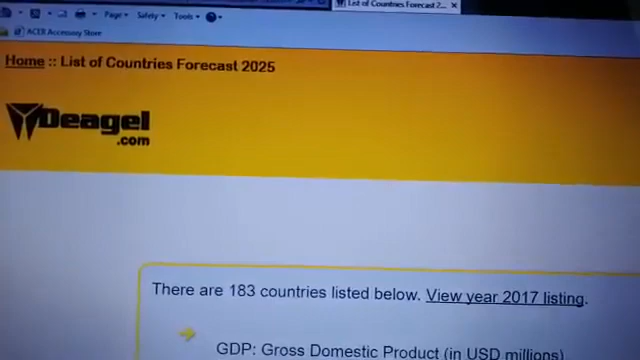 List of Countries Forecast 2...
Page Safety Tools
ACER Accessory Store
Home :: List of Countries Forecast 2025
Deagel
.com
There are 183 countries listed below. View year 2017 listing.
GDP: Gross Domestic Product (in USD millions)